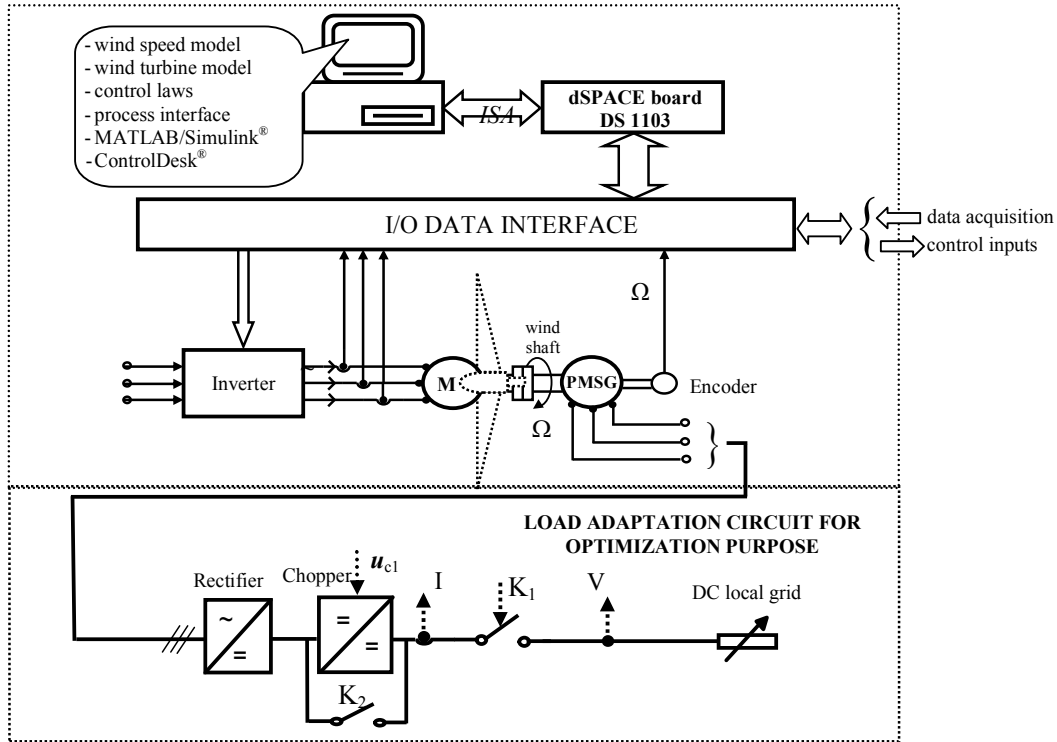 - wind speed model
- wind turbine model
- control laws
- process interface
- MATLAB/Simulink®
- ControlDesk®
ISA
dSPACE board
DS 1103
I/O DATA INTERFACE
data acquisition
control inputs
Ω
wind
shaft
Inverter
~
M
PMSG
Encoder
Ω
LOAD ADAPTATION CIRCUIT FOR
OPTIMIZATION PURPOSE
Rectifier
Chopper
uc1
I
K1
V
DC local grid
~
=
=
=
K2